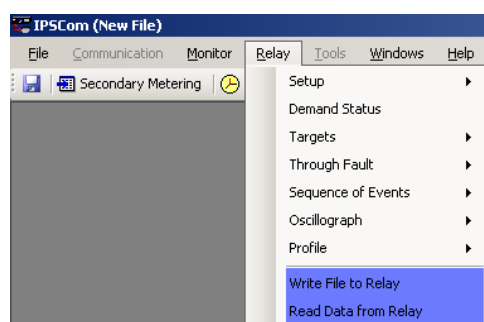 IPSCom (New File)
File Communication Monitor Relay Tools Windows Help
Secondary Metering
Setup
Demand Status
Targets
Through Fault
Sequence of Events
Oscillograph
Profile
Write File to Relay
Read Data from Relay